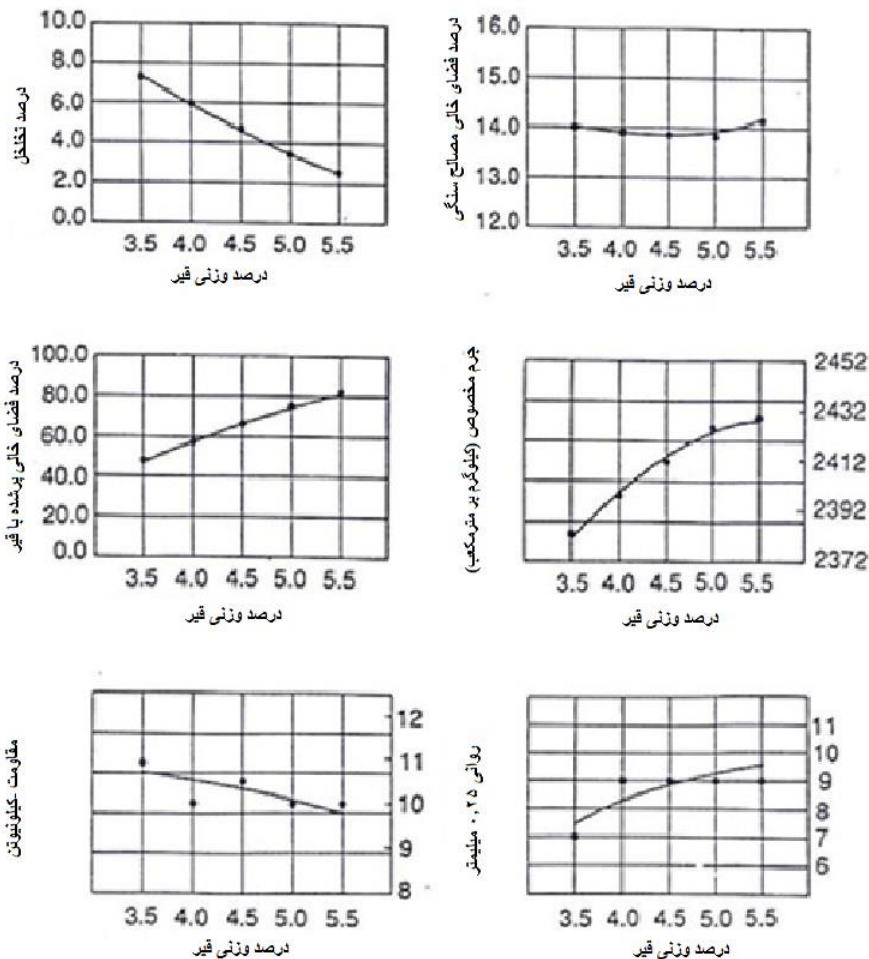 درصد تخلخل
10.0
8.0
6.0
4.0
2.0
0.0
3.5 4.0 4.5 5.0 5.5
درصد وزنی قیر
درصد فضای خالی مصالح سنگی
16.0
15.0
14.0
13.0
12.0
3.5 4.0 4.5 5.0 5.5
درصد وزنی قیر
درصد فضای خالی پرشده با قیر
100.0
80.0
60.0
40.0
20.0
0.0
3.5 4.0 4.5 5.0 5.5
درصد وزنی قیر
جرم مخصوص (کیلوگرم بر مترمکعب)
2452
2432
2412
2392
2372
3.5 4.0 4.5 5.0 5.5
درصد وزنی قیر
مقاومت -کیلونیوتن
12
11
10
9
8
3.5 4.0 4.5 5.0 5.5
درصد وزنی قیر
روانی ۰,۲۵ میلیمتر
11
10
9
8
7
6
3.5 4.0 4.5 5.0 5.5
درصد وزنی قیر